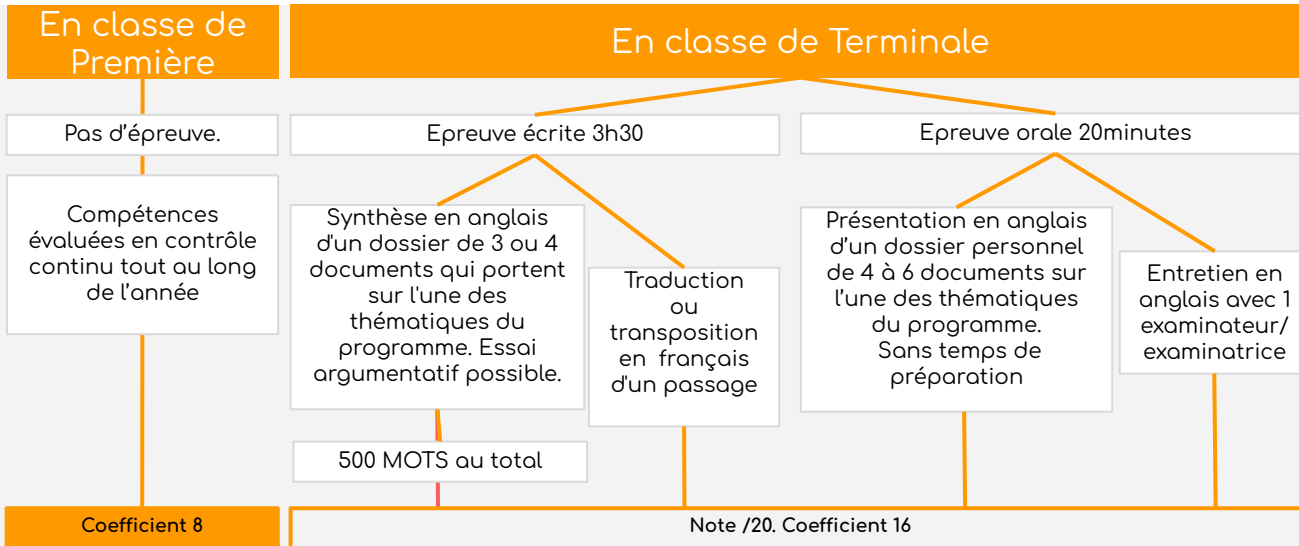 En classe de
Première
En classe de Terminale
Pas d’épreuve.
Epreuve écrite 3h30
Epreuve orale 20minutes
Compétences
évaluées en contrôle
continu tout au long
de l’année
Synthèse en anglais
d'un dossier de 3 ou 4
documents qui portent
sur l'une des
thématiques du
programme. Essai
argumentatif possible.
Traduction
ou
transposition
en français
d'un passage
Présentation en anglais
d’un dossier personnel
de 4 à 6 documents sur
l’une des thématiques
du programme.
Sans temps de
préparation
Entretien en
anglais avec 1
examinateur/
examinatrice
500 MOTS au total
Coefficient 8
Note /20. Coefficient 16